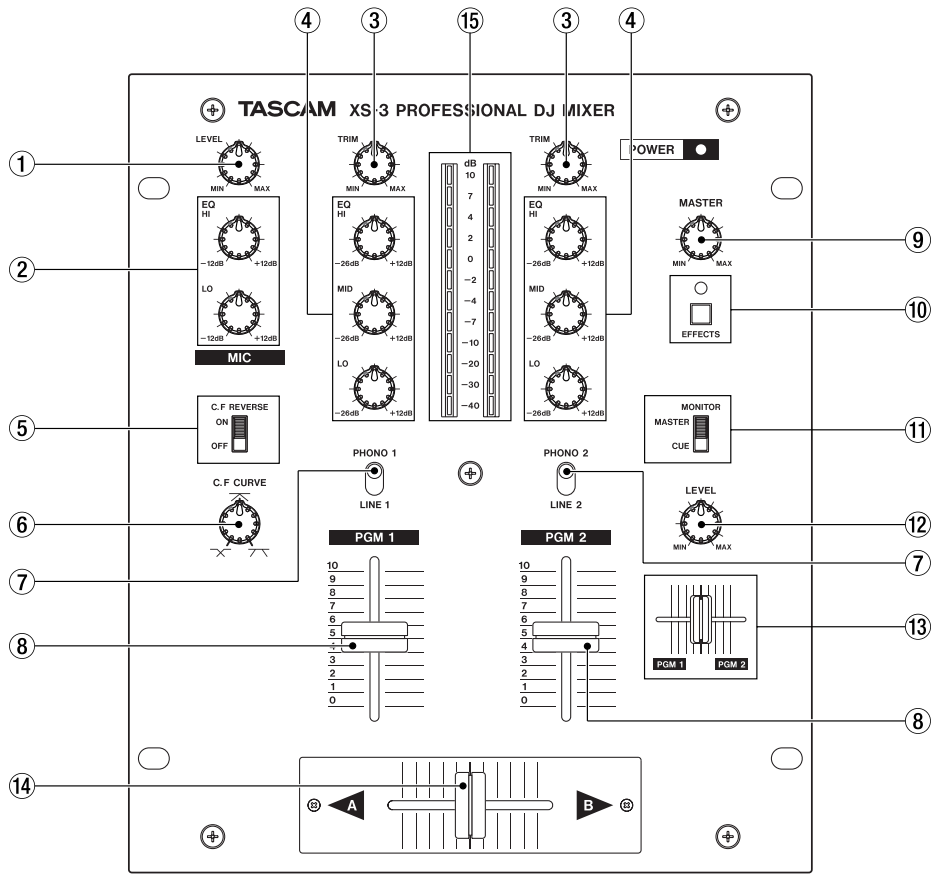 ④ ③ ⑮ ③ ④
TASCAM XS-3 PROFESSIONAL DJ MIXER
① LEVEL
MIN MAX
TRIM
MIN MAX
dB
10
7
4
2
0
−2
−4
−7
−10
−20
−30
−40
TRIM
MIN MAX
POWER
② EQ
HI
−12dB +12dB
LO
−12dB +12dB
MIC
EQ
HI
−26dB +12dB
MID
−26dB +12dB
LO
−26dB +12dB
EQ
HI
−26dB +12dB
MID
−26dB +12dB
LO
−26dB +12dB
MASTER
MIN MAX
⑨
EFFECTS
⑩
⑤ C.F REVERSE
ON
OFF
MONITOR
MASTER
CUE
⑪
⑥ C.F CURVE
PHONO 1
LINE 1
PHONO 2
LINE 2
LEVEL
MIN MAX
⑫
⑦
⑦
PGM 1
10
9
8
7
6
5
4
3
2
1
0
PGM 2
10
9
8
7
6
5
4
3
2
1
0
⑧
PGM 1 PGM 2
⑬
⑧
⑭
A B